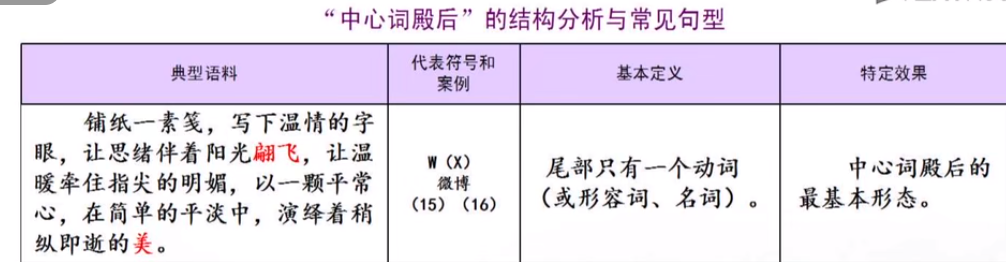 “中心词殿后”的结构分析与常见句型
典型语料
代表符号和
案例
基本定义
特定效果
铺纸一素笺，写下温情的字
眼，让思绪伴着阳光翩飞，让温
暖牵住指尖的明媚，以一颗平常
心，在简单的平淡中，演绎着稍
纵即逝的美。
W（X）
微博
（15）（16）
尾部只有一个动词
（或形容词、名词）。
中心词殿后的
最基本形态。